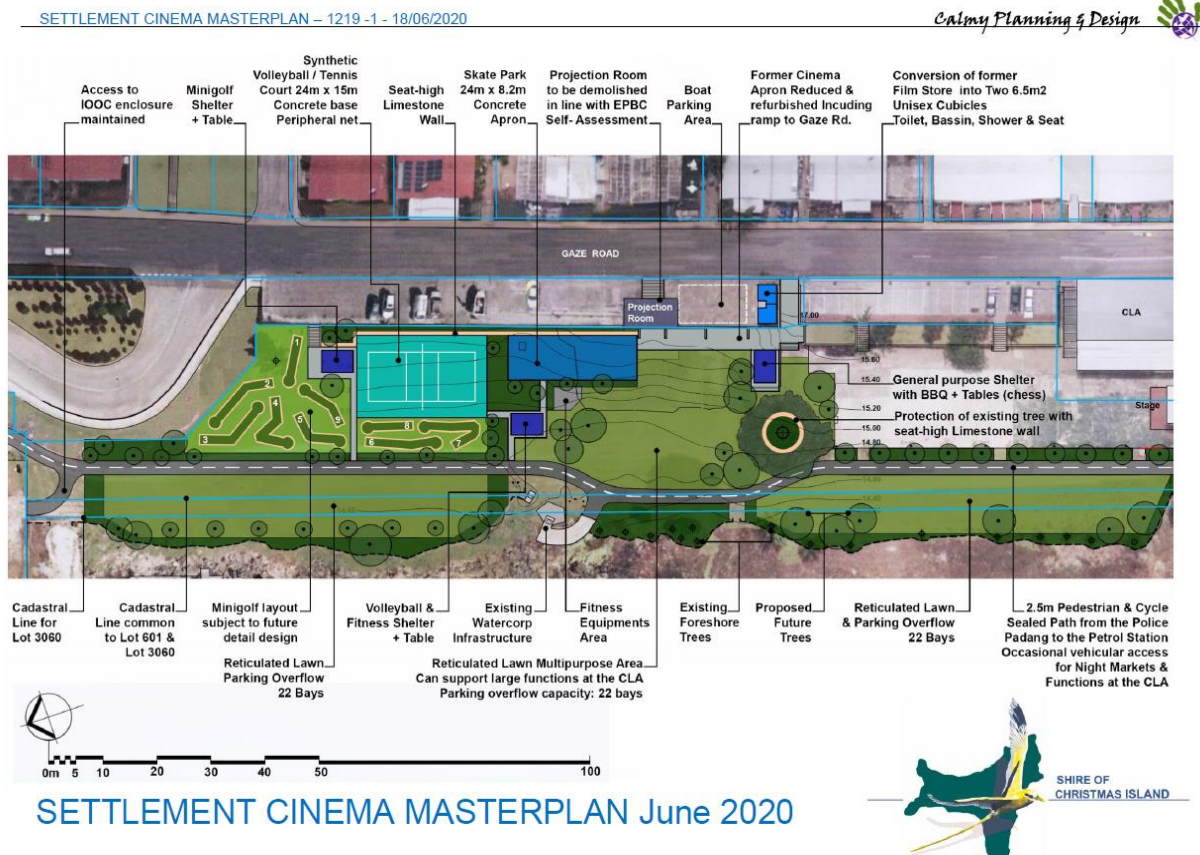 SETTLEMENT CINEMA MASTERPLAN – 1219 -1 - 18/06/2020
Calmy Planning & Design
Access to
IOOC enclosure
maintained
Minigolf
Shelter
+ Table
Synthetic
Volleyball / Tennis
Court 24m x 15m
Concrete base
Peripheral net
Seat-high
Limestone
Wall
Skate Park
24m x 8.2m
Concrete
Apron
Projection Room
to be demolished
in line with EPBC
Self- Assessment
Boat
Parking
Area
Former Cinema
Apron Reduced &
refurbished Incuding
ramp to Gaze Rd.
Conversion of former
Film Store into Two 6.5m2
Unisex Cubicles
Toilet, Bassin, Shower & Seat
GAZE ROAD
Projection
Room
17.00
CLA
1
2
3
4
5
9
6
8
7
15.60
15.40
15.20
15.00
14.80
General purpose Shelter
with BBQ + Tables (chess)
Protection of existing tree with
seat-high Limestone wall
Stage
Cadastral
Line for
Lot 3060
Cadastral
Line common
to Lot 601 &
Lot 3060
Minigolf layout
subject to future
detail design
Reticulated Lawn
Parking Overflow
22 Bays
Volleyball &
Fitness Shelter
+ Table
Existing
Watercorp
Infrastructure
Fitness
Equipments
Area
Reticulated Lawn Multipurpose Area
Can support large functions at the CLA
Parking overflow capacity: 22 bays
Existing
Foreshore
Trees
Proposed
Future
Trees
Reticulated Lawn
& Parking Overflow
22 Bays
2.5m Pedestrian & Cycle
Sealed Path from the Police
Padang to the Petrol Station
Occasional vehicular access
for Night Markets &
Functions at the CLA
0m 5 10 20 30 40 50 100
SETTLEMENT CINEMA MASTERPLAN June 2020
SHIRE OF
CHRISTMAS ISLAND